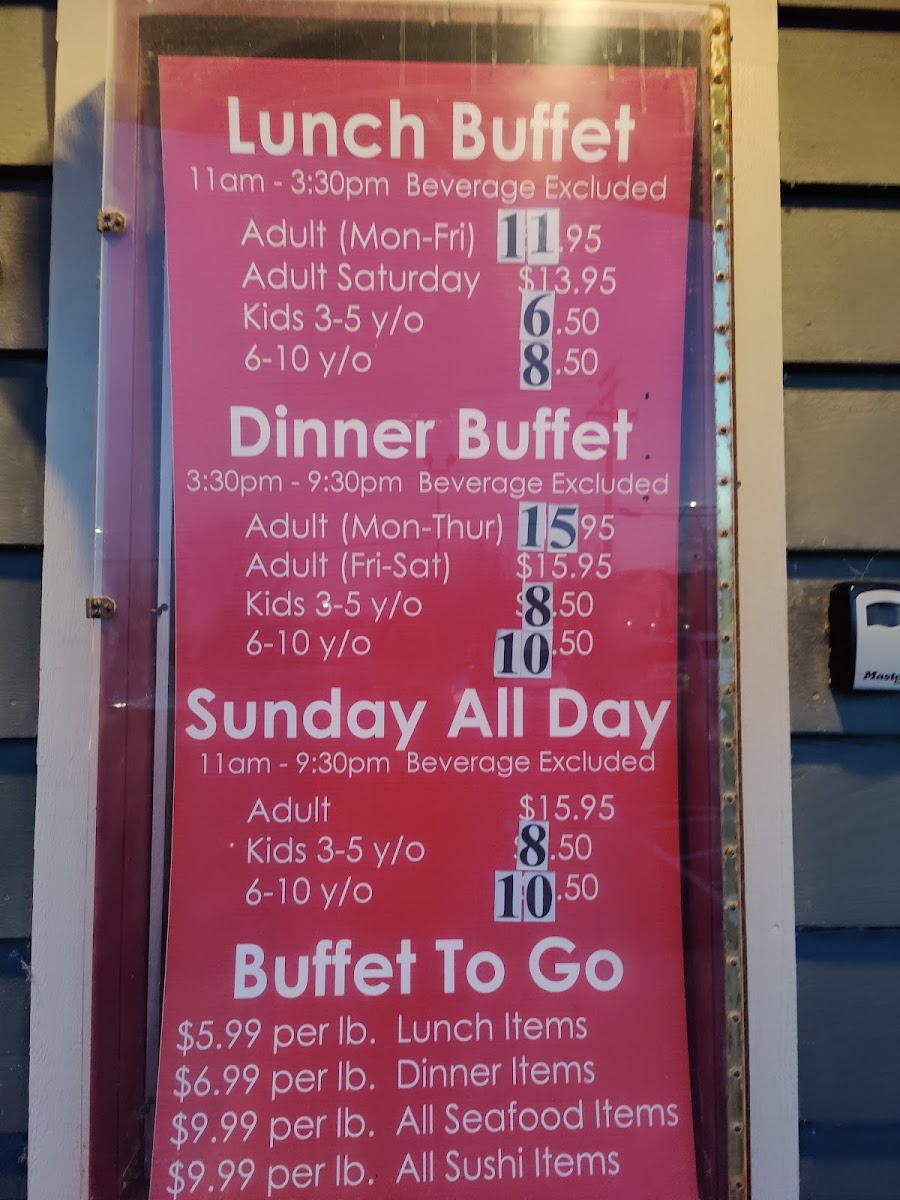 Lunch Buffet
11am - 3:30pm Beverage Excluded
Adult (Mon-Fri) 11.95
Adult Saturday $13.95
Kids 3-5 y/o 6.50
6-10 y/o 8.50
Dinner Buffet
3:30pm - 9:30pm Beverage Excluded
Adult (Mon-Thur) 15 95
Adult (Fri-Sat) $15.95
Kids 3-5 y/o $8.50
6-10 y/o 10.50
Sunday All Day
11am - 9:30pm Beverage Excluded
Adult $15.95
Kids 3-5 y/o $8.50
6-10 y/o 10.50
Buffet To Go
$5.99 per lb. Lunch Items
$6.99 per lb. Dinner Items
$9.99 per lb. All Seafood Items
$9.99 per lb. All Sushi Items